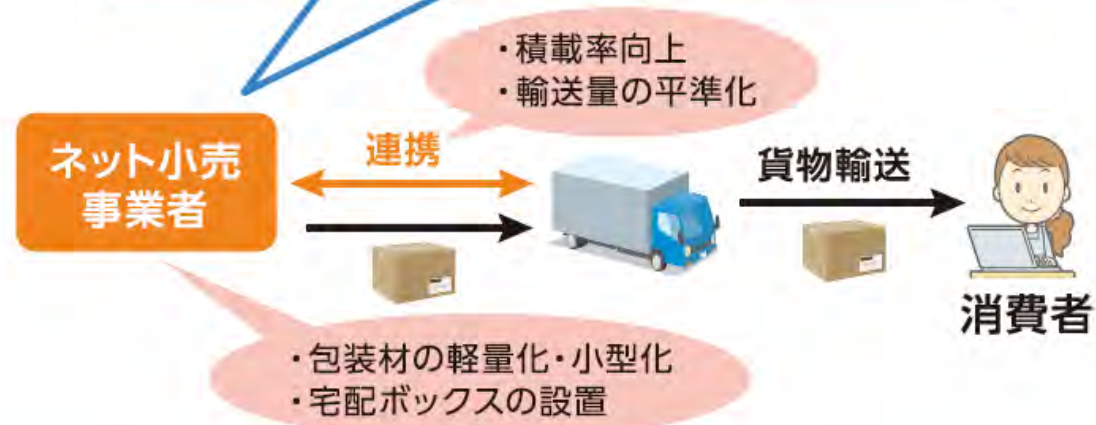 ・積載率向上
・輸送量の平準化
ネット小売
事業者
連携
貨物輸送
消費者
・包装材の軽量化・小型化
・宅配ボックスの設置